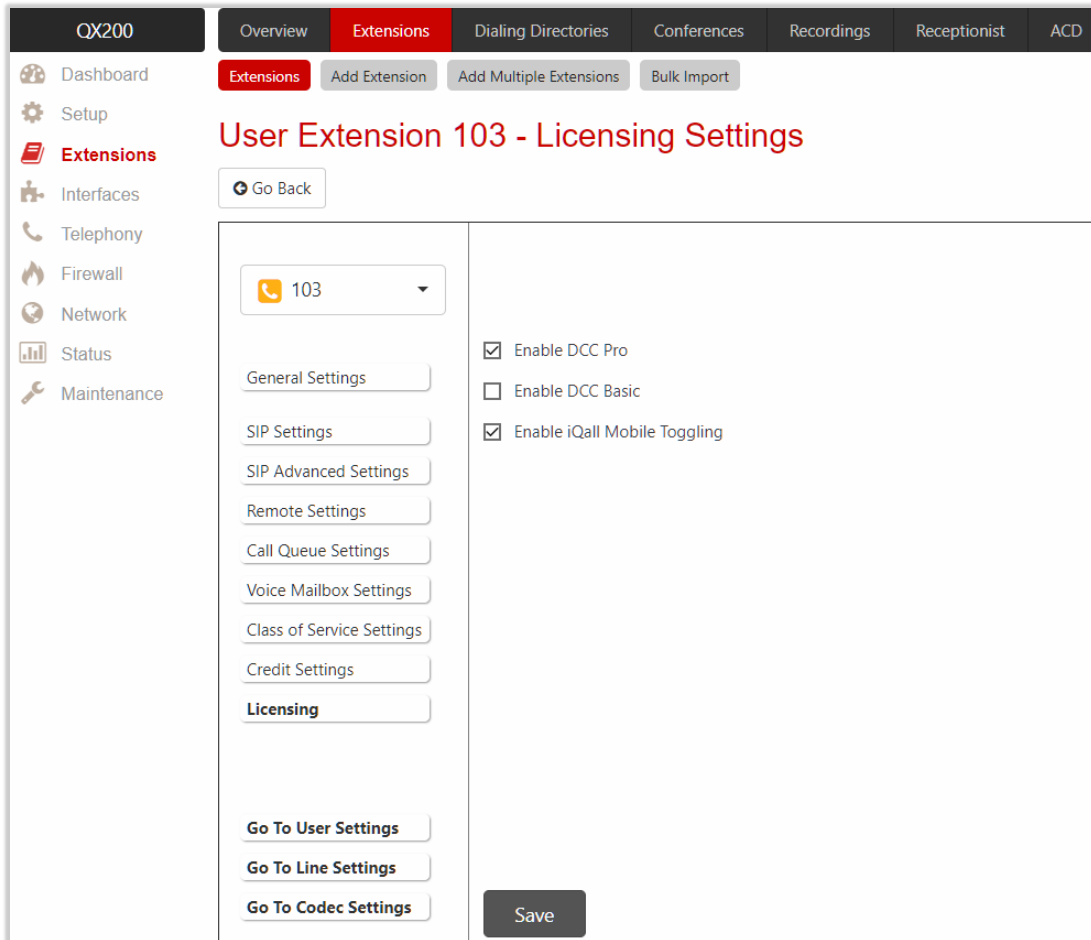 QX200
Overview Extensions Dialing Directories Conferences Recordings Receptionist ACD
Dashboard
Setup
Extensions
Interfaces
Telephony
Firewall
Network
Status
Maintenance
Extensions Add Extension Add Multiple Extensions Bulk Import
User Extension 103 - Licensing Settings
Go Back
103
General Settings
SIP Settings
SIP Advanced Settings
Remote Settings
Call Queue Settings
Voice Mailbox Settings
Class of Service Settings
Credit Settings
Licensing
Go To User Settings
Go To Line Settings
Go To Codec Settings
Enable DCC Pro
Enable DCC Basic
Enable iQall Mobile Toggling
Save